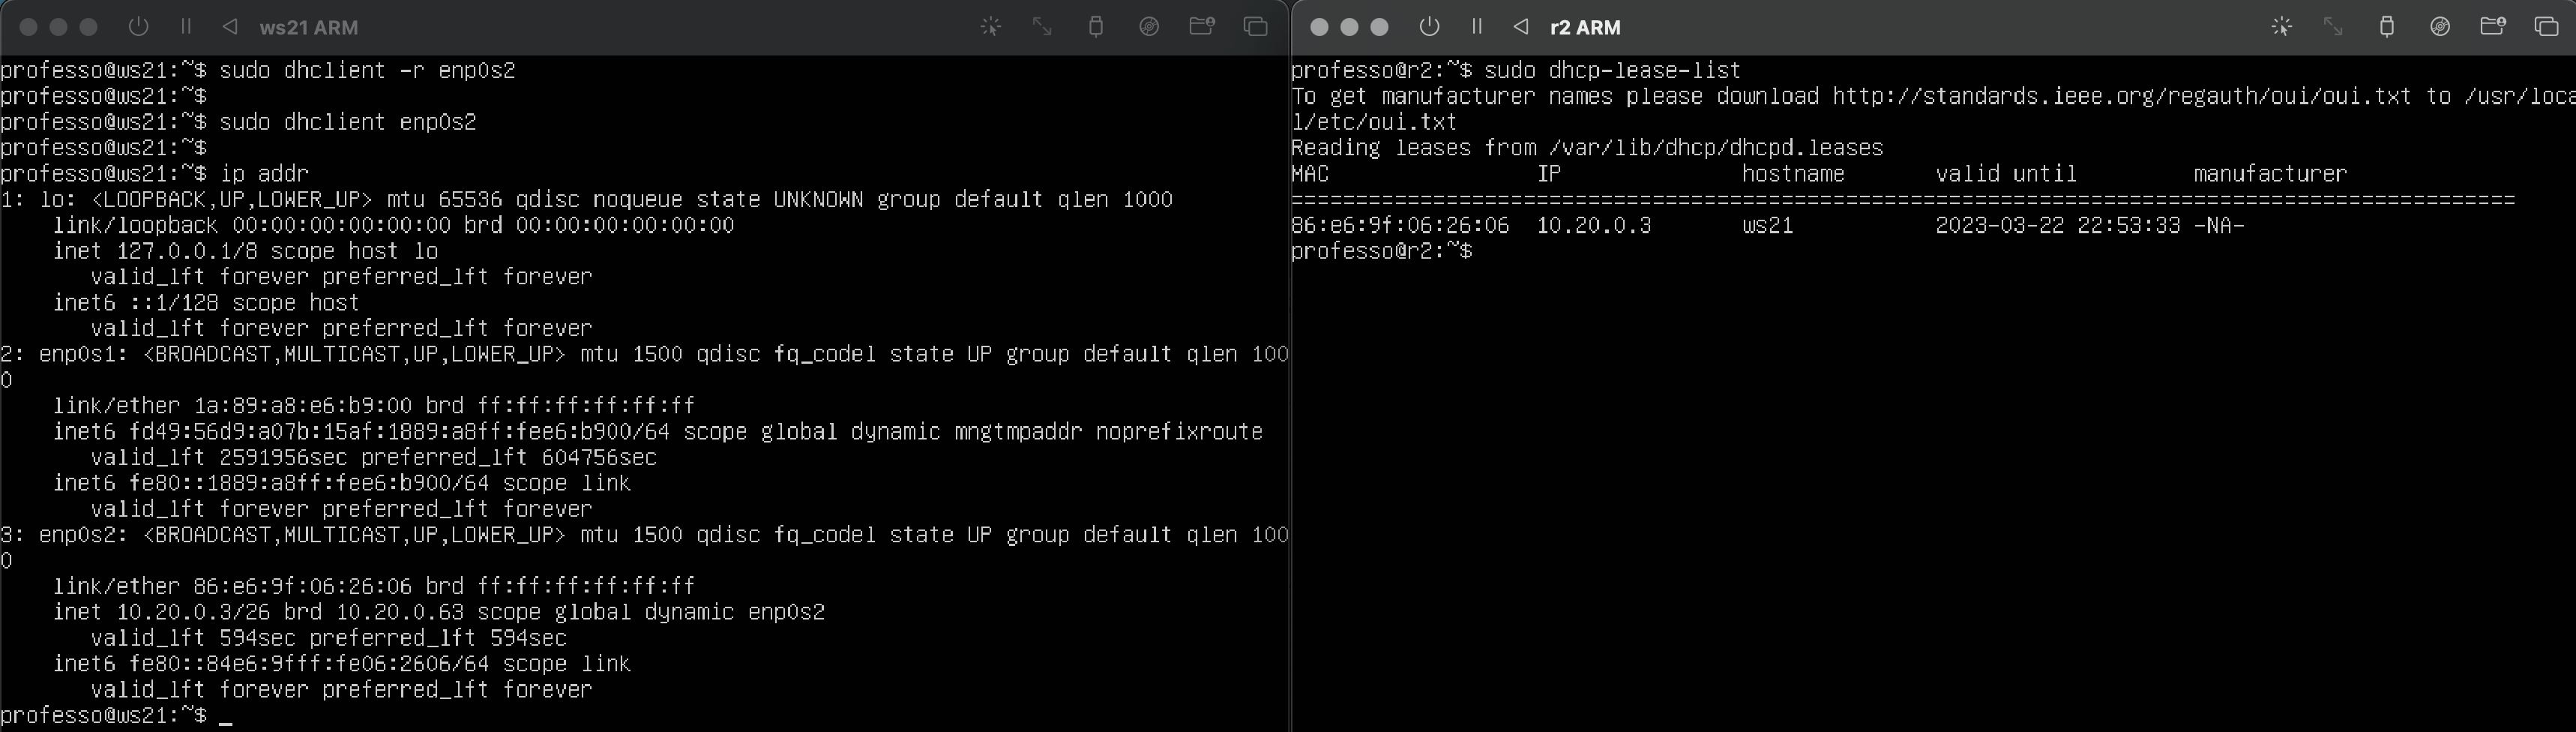 ws21 ARM
professo@ws21:~$ sudo dhclient -r enp0s2
professo@ws21:~$
professo@ws21:~$ sudo dhclient enp0s2
professo@ws21:~$
professo@ws21:~$ ip addr
1: lo: <LOOPBACK,UP,LOWER_UP> mtu 65536 qdisc noqueue state UNKNOWN group default qlen 1000
    link/loopback 00:00:00:00:00:00 brd 00:00:00:00:00:00
    inet 127.0.0.1/8 scope host lo
       valid_lft forever preferred_lft forever
    inet6 ::1/128 scope host
       valid_lft forever preferred_lft forever
2: enp0s1: <BROADCAST,MULTICAST,UP,LOWER_UP> mtu 1500 qdisc fq_codel state UP group default qlen 100
0
    link/ether 1a:89:a8:e6:b9:00 brd ff:ff:ff:ff:ff:ff
    inet6 fd49:56d9:a07b:15af:1889:a8ff:fee6:b900/64 scope global dynamic mngtmpaddr noprefixroute
       valid_lft 2591956sec preferred_lft 604756sec
    inet6 fe80::1889:a8ff:fee6:b900/64 scope link
       valid_lft forever preferred_lft forever
3: enp0s2: <BROADCAST,MULTICAST,UP,LOWER_UP> mtu 1500 qdisc fq_codel state UP group default qlen 100
0
    link/ether 86:e6:9f:06:26:06 brd ff:ff:ff:ff:ff:ff
    inet 10.20.0.3/26 brd 10.20.0.63 scope global dynamic enp0s2
       valid_lft 594sec preferred_lft 594sec
    inet6 fe80::84e6:9fff:fe06:2606/64 scope link
       valid_lft forever preferred_lft forever
professo@ws21:~$ _
r2 ARM
professo@r2:~$ sudo dhcp-lease-list
To get manufacturer names please download http://standards.ieee.org/regauth/oui/oui.txt to /usr/loca
l/etc/oui.txt
Reading leases from /var/lib/dhcp/dhcpd.leases
MAC                IP              hostname       valid until         manufacturer
===============================================================================================
86:e6:9f:06:26:06  10.20.0.3       ws21           2023-03-22 22:53:33 -NA-
professo@r2:~$